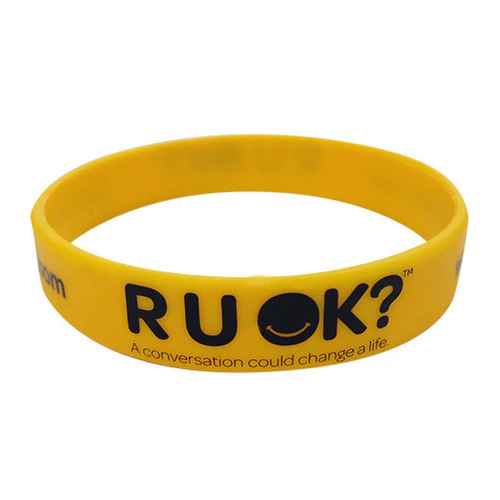 R U OK?™
A conversation could change a life.